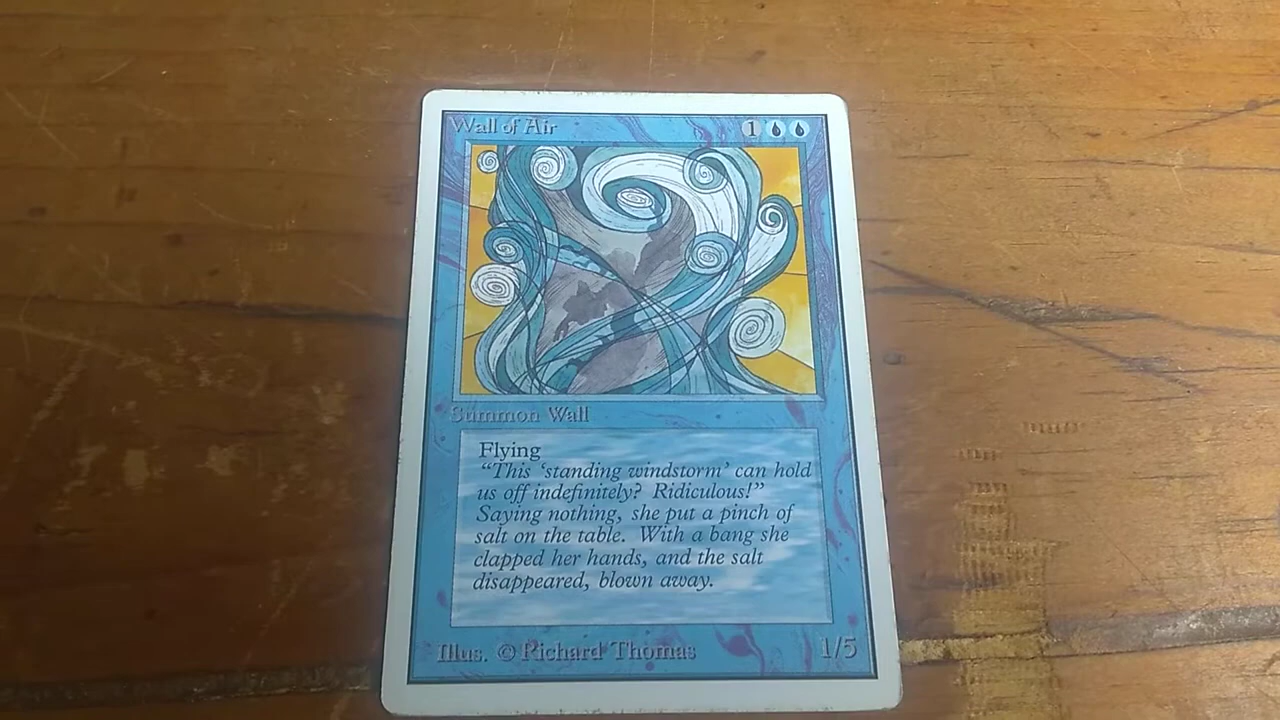 Wall of Air 1
Summon Wall
Flying
“This ‘standing windstorm’ can hold
us off indefinitely? Ridiculous!”
Saying nothing, she put a pinch of
salt on the table. With a bang she
clapped her hands, and the salt
disappeared, blown away.
Illus. © Richard Thomas 1/5